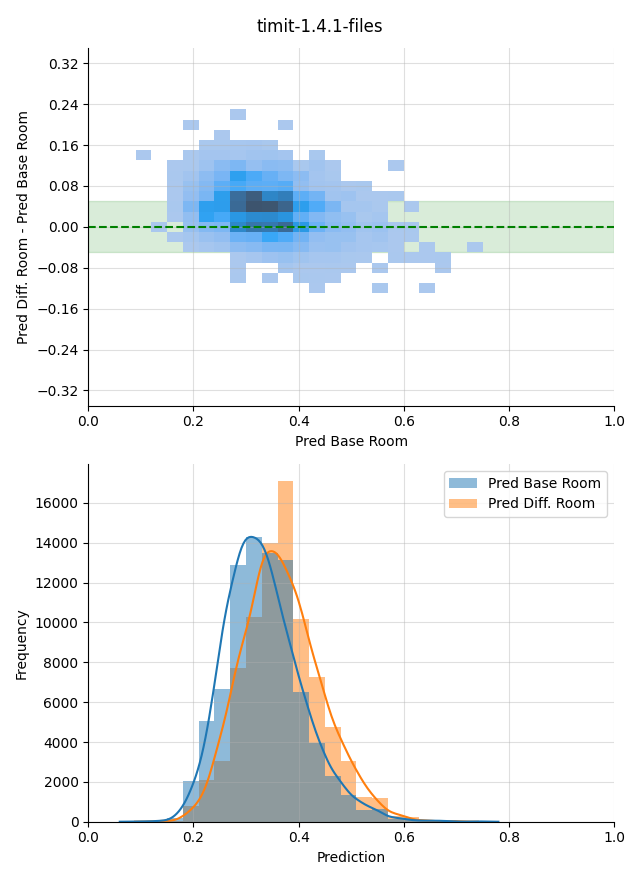 timit-1.4.1-files
0.32
0.24
0.16
0.08
0.00
−0.08
−0.16
−0.24
−0.32
Pred Diff. Room - Pred Base Room
0.0 0.2 0.4 0.6 0.8 1.0
Pred Base Room
Pred Base Room
Pred Diff. Room
16000
14000
12000
10000
8000
6000
4000
2000
0
Frequency
0.0 0.2 0.4 0.6 0.8 1.0
Prediction